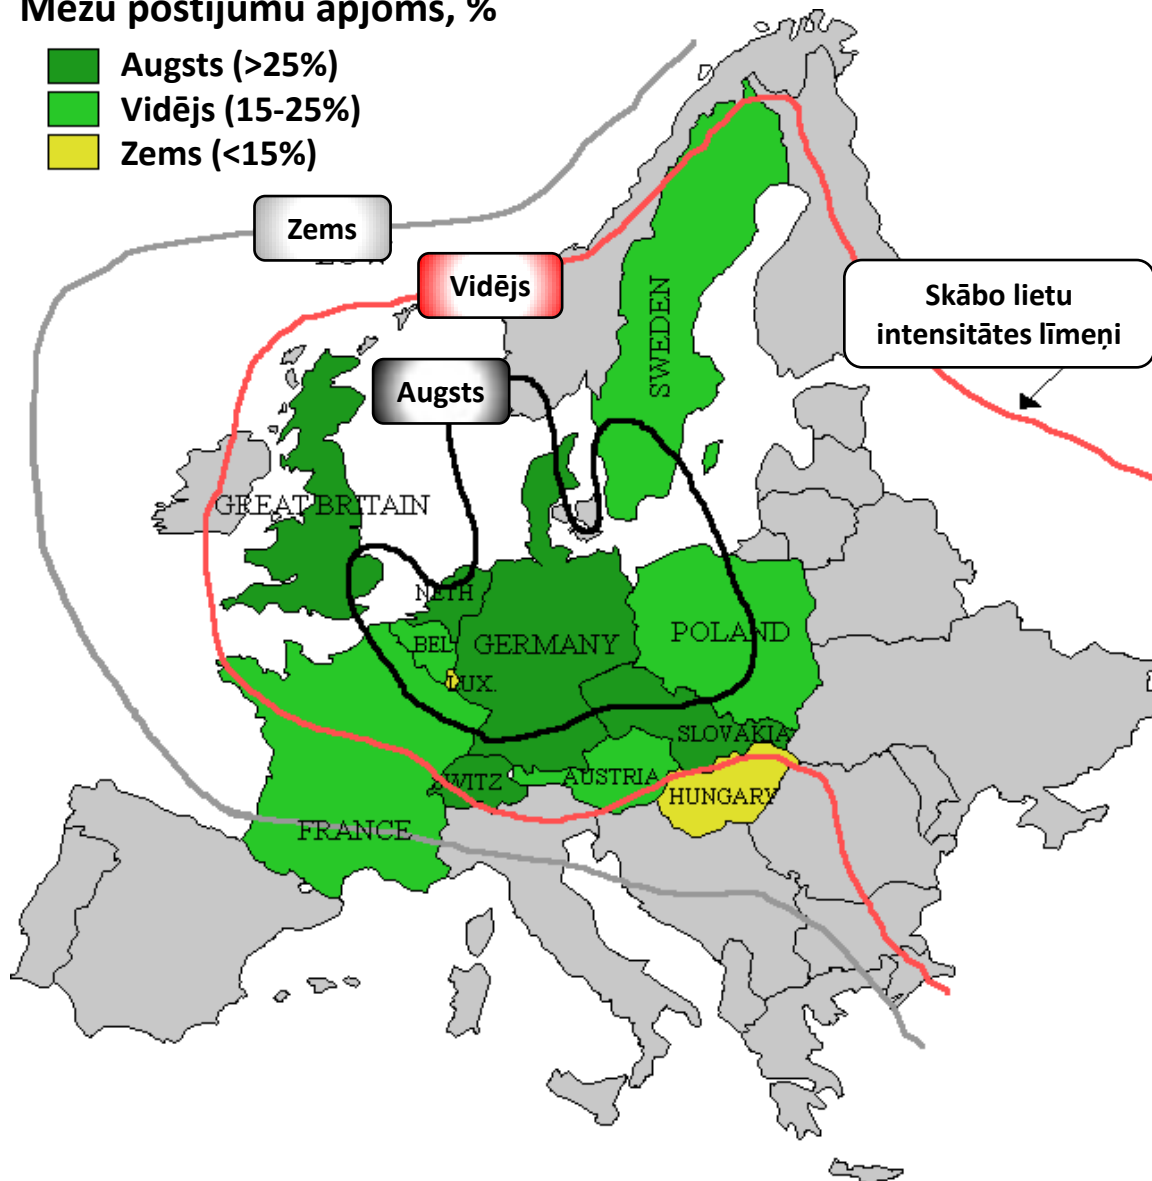 Mežu postījumu apjoms, %
Augsts (>25%)
Vidējs (15-25%)
Zems (<15%)
Zems
Vidējs
Skābo lietu
intensitātes līmeņi
SWEDEN
Augsts
GREAT BRITAIN
NETH
BEL
GERMANY
POLAND
LUX.
SLOVAKIA
SWITZ
AUSTRIA
HUNGARY
FRANCE